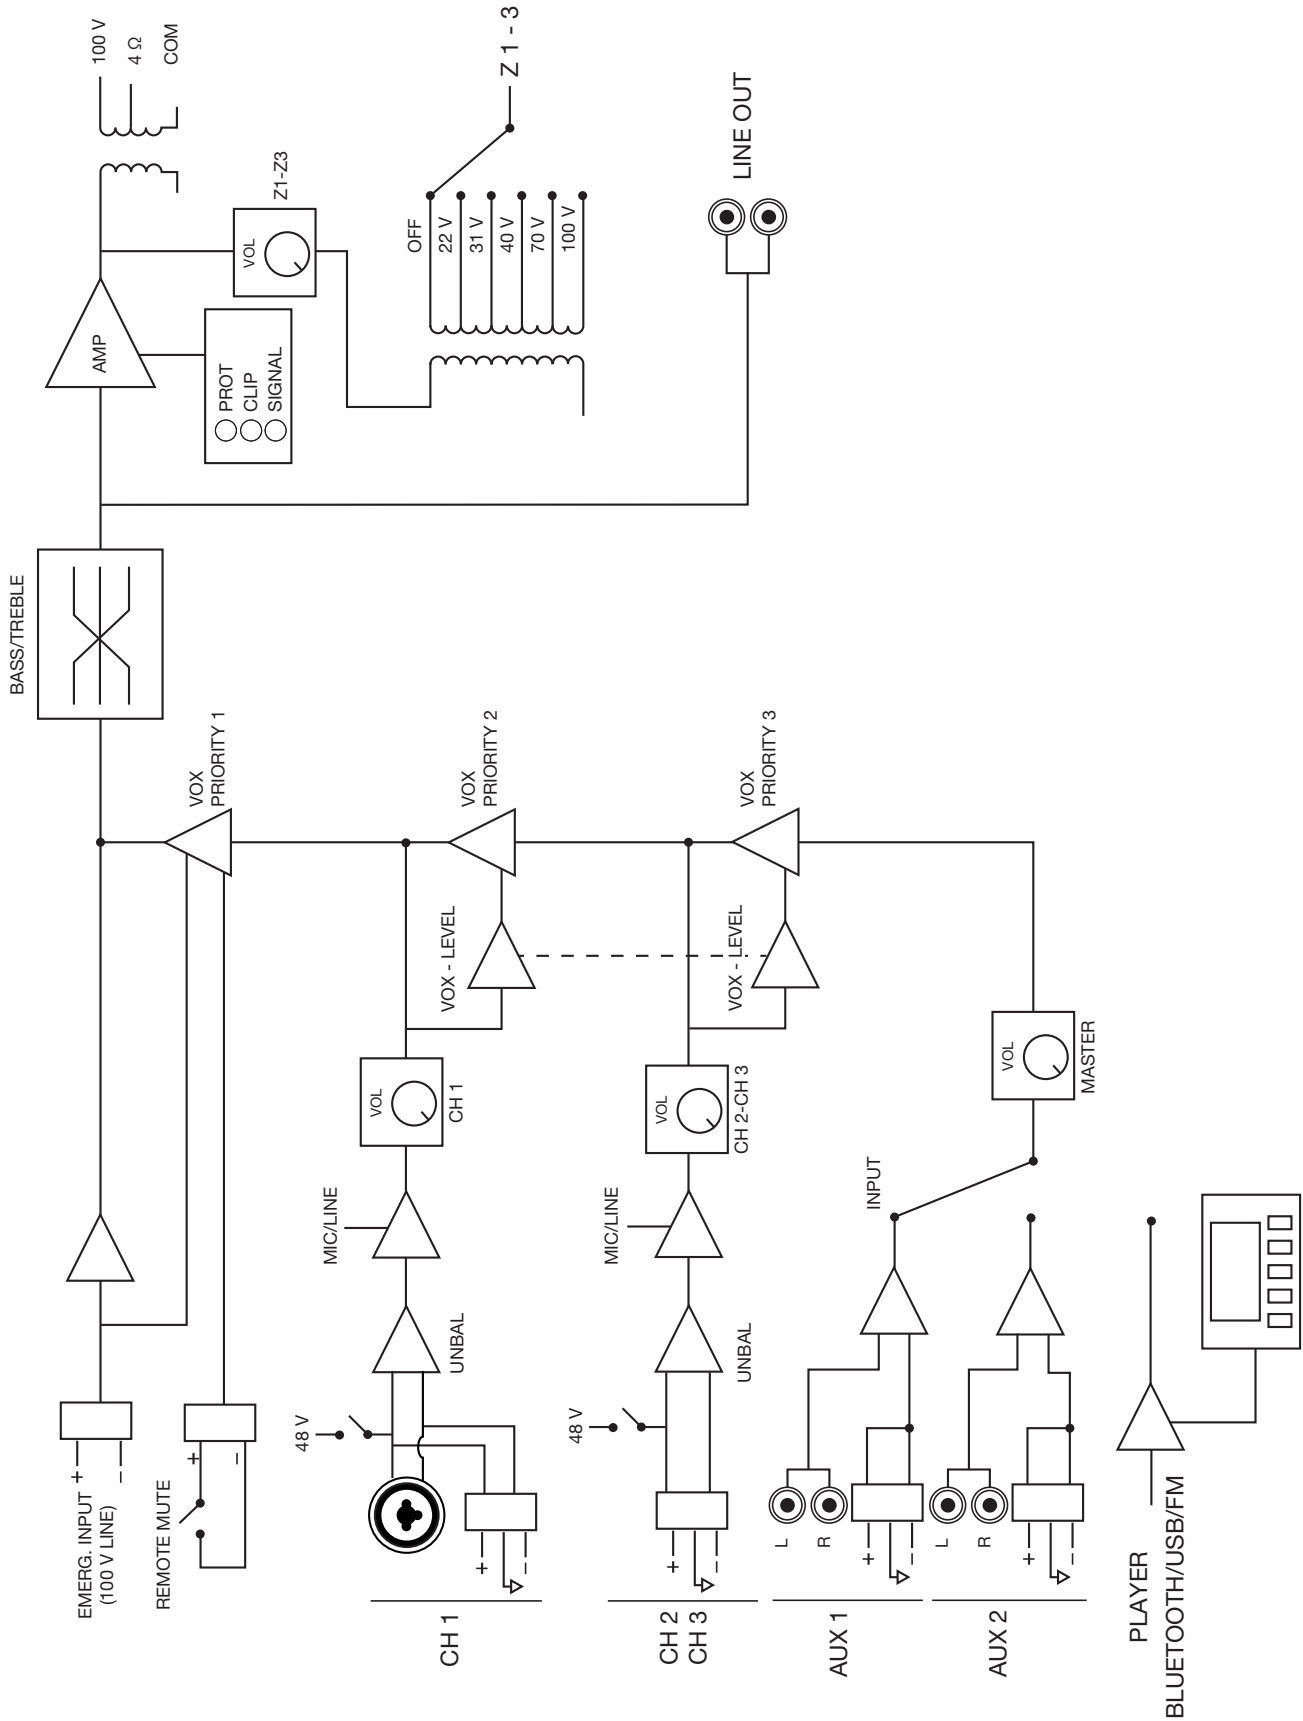 EMERG. INPUT
(100 V LINE)
+
–
REMOTE MUTE
+
–
BASS/TREBLE
AMP
100 V
4 Ω
COM
PROT
CLIP
SIGNAL
VOL
Z1-Z3
OFF
22 V
31 V
40 V
70 V
100 V
Z 1 - 3
LINE OUT
VOX
PRIORITY 1
48 V
CH 1
+
–
UNBAL
MIC/LINE
VOL
CH 1
VOX - LEVEL
VOX
PRIORITY 2
48 V
CH 2
CH 3
+
–
UNBAL
MIC/LINE
VOL
CH 2-CH 3
VOX - LEVEL
VOX
PRIORITY 3
AUX 1
L
R
+
–
INPUT
VOL
MASTER
AUX 2
L
R
+
–
PLAYER
BLUETOOTH/USB/FM